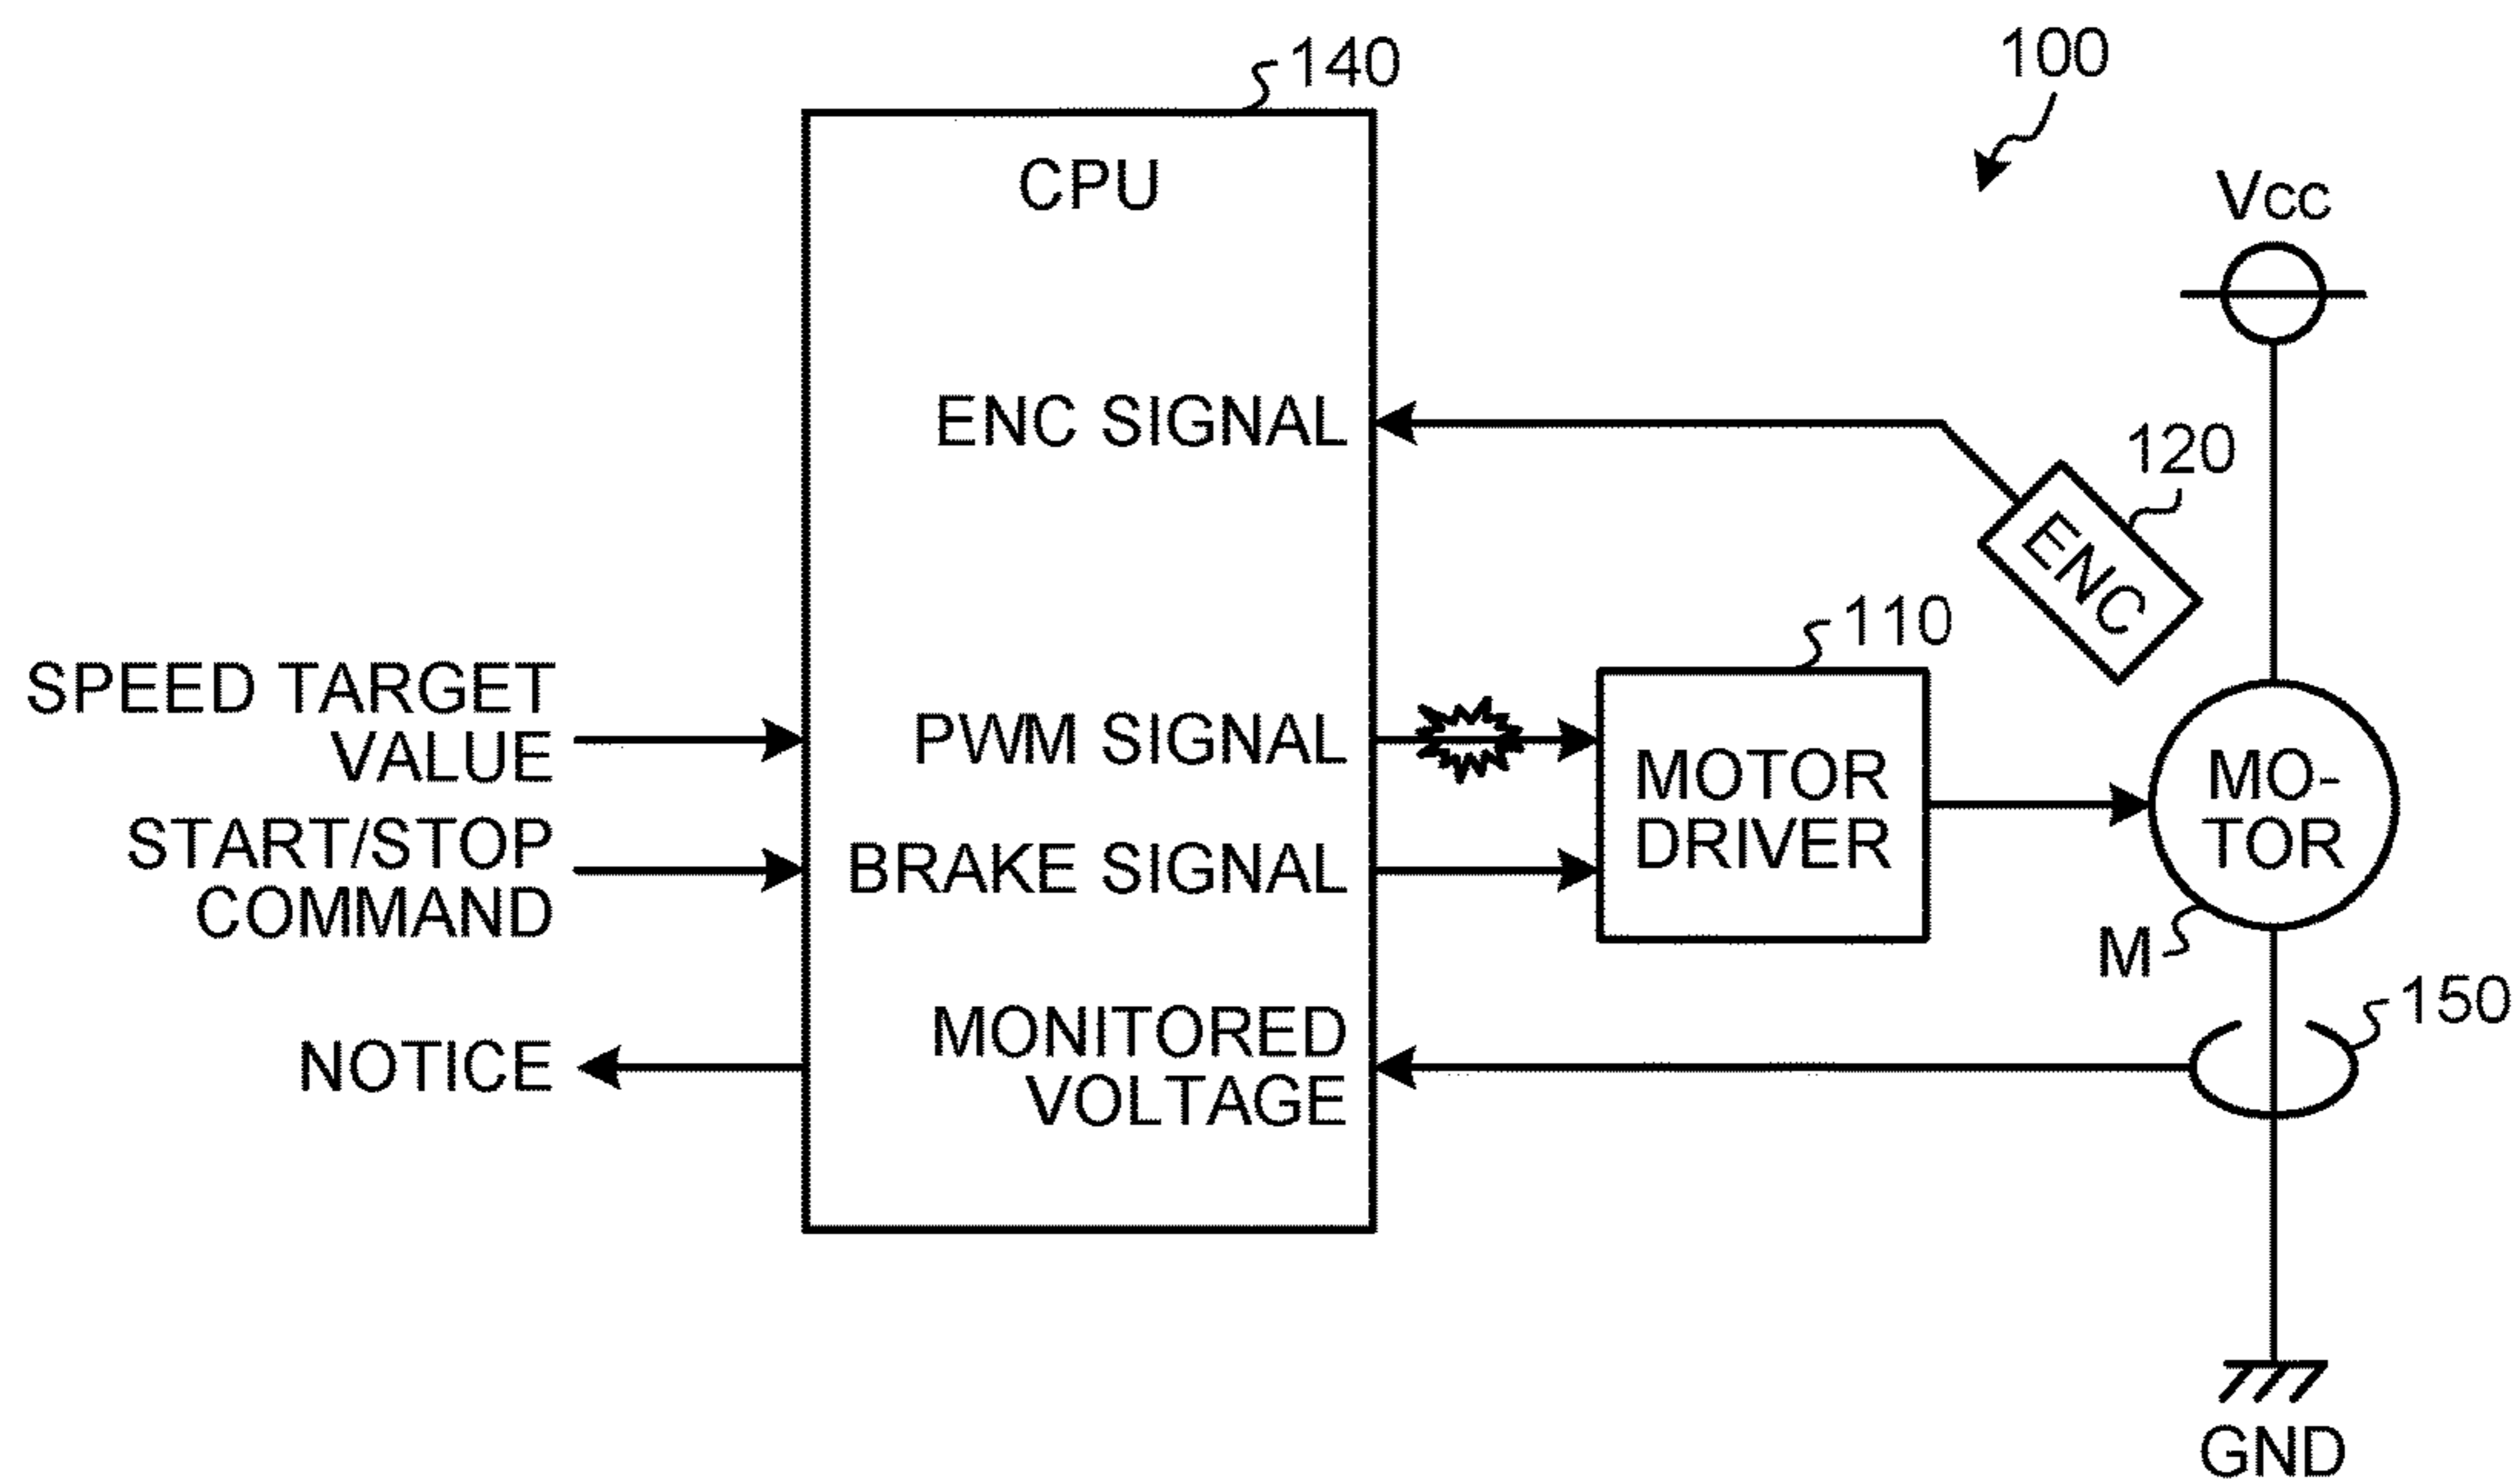 140
100
CPU
Vcc
ENC SIGNAL
120
ENC
110
SPEED TARGET
VALUE
PWM SIGNAL
MOTOR
DRIVER
MO-
TOR
START/STOP
COMMAND
BRAKE SIGNAL
M
150
NOTICE
MONITORED
VOLTAGE
GND